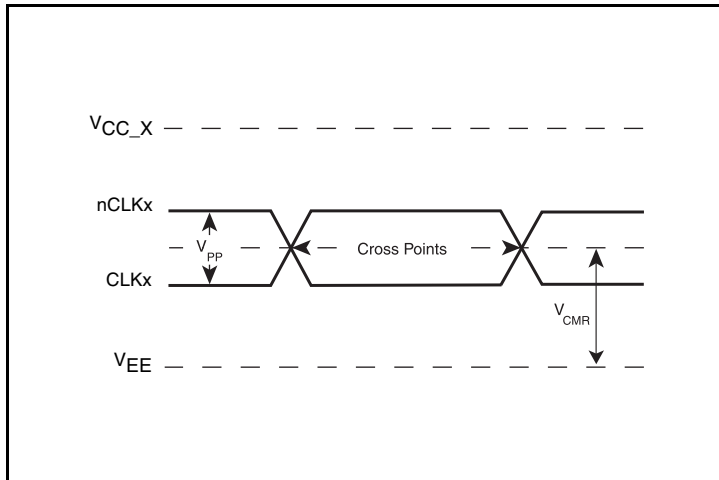 VCC_X
nCLKx
VPP
Cross Points
CLKx
VCMR
VEE